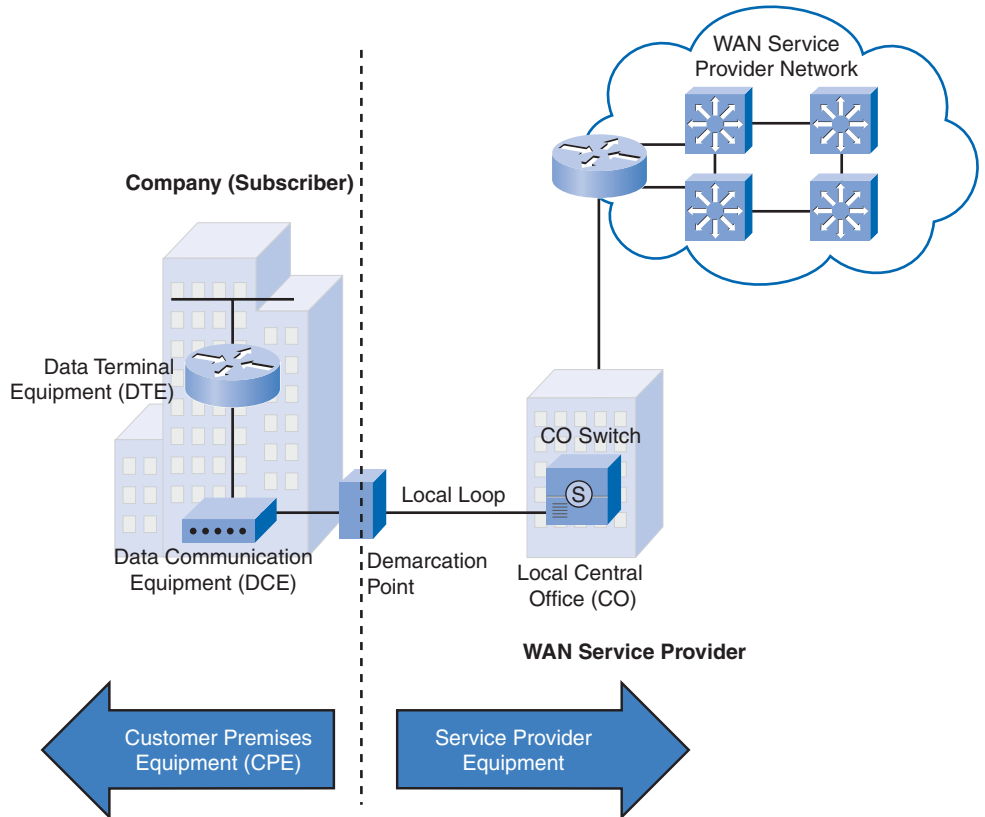 WAN Service
Provider Network
Company (Subscriber)
Data Terminal
Equipment (DTE)
CO Switch
S
Local Loop
Data Communication
Equipment (DCE)
Demarcation
Point
Local Central
Office (CO)
WAN Service Provider
Customer Premises
Equipment (CPE)
Service Provider
Equipment